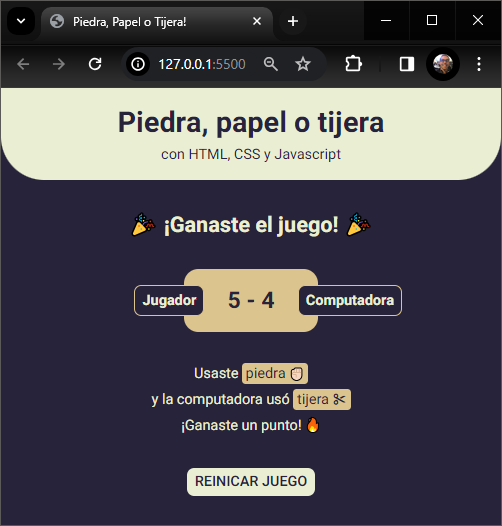 Piedra, Papel o Tijera!
127.0.0.1:5500
Piedra, papel o tijera
con HTML, CSS y Javascript
🎉 ¡Ganaste el juego! 🎉
Jugador 5 - 4 Computadora
Usaste piedra
y la computadora usó tijera ✂
¡Ganaste un punto! 🔥
REINICAR JUEGO